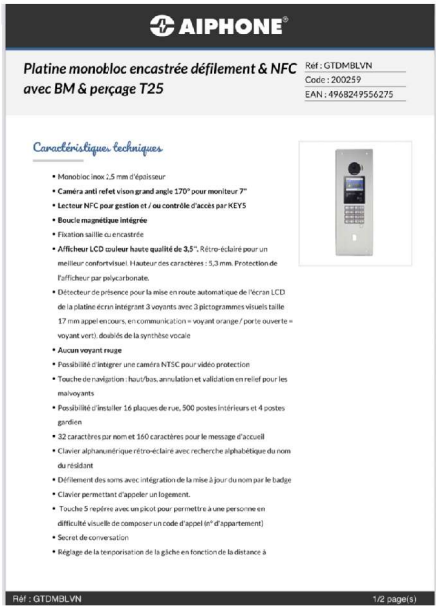 AIPHONE®
Platine monobloc encastrée défilement & NFC
avec BM & perçage T25
Réf : GTDMBLVN
Code : 200259
EAN : 4968249556275
Caractéristiques techniques
• Monobloc inox 2,5 mm d'épaisseur
• Caméra anti refet vison grand angle 170° pour moniteur 7"
• Lecteur NFC pour gestion et / ou contrôle d'accès par KEY5
• Boucle magnétique intégrée
• Fixation saillie ou encastrée
• Afficheur LCD couleur haute qualité de 3,5". Rétro-éclairé pour un
meilleur confort visuel. Hauteur des caractères : 5,3 mm. Protection de
l'afficheur par polycarbonate.
• Détecteur de présence pour la mise en route automatique de l'écran LCD
de la platine écran intégrant 3 voyants avec 3 pictogrammes visuels taille
17 mm appel en cours, en communication = voyant orange / porte ouverte =
voyant vert), doublés de la synthèse vocale
• Aucun voyant rouge
• Possibilité d'integrer une caméra NTSC pour vidéo protection
• Touche de navigation : haut/bas, annulation et validation en relief pour les
malvoyants
• Possibilité d'installer 16 plaques de rue, 500 postes intérieurs et 4 postes
gardien
• 32 caractères par nom et 160 caractères pour le message d'accueil
• Clavier alphanumérique rétro-éclairé avec recherche alphabétique du nom
du résidant
• Défilement des noms avec intégration de la mise à jour du nom par le badge
• Clavier permettant d'appeler un logement.
• Touche 5 repérée avec un picot pour permettre à une personne en
difficulté visuelle de composer un code d'appel (n° d'appartement)
• Secret de conversation
• Réglage de la temporisation de la gâche en fonction de la distance à
Réf : GTDMBLVN
1/2 page(s)